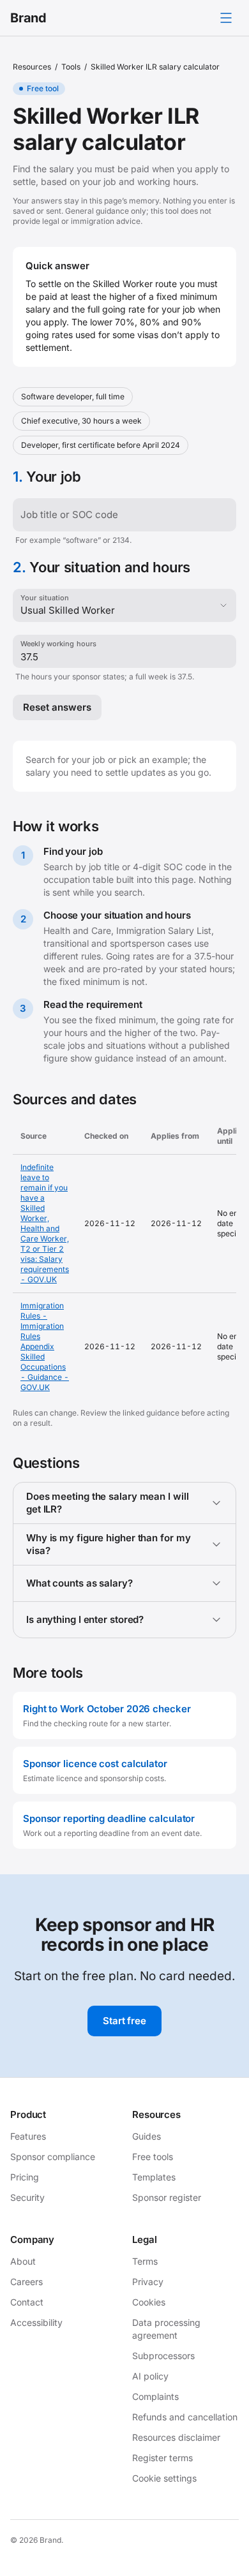 Brand
Resources / Tools / Skilled Worker ILR salary calculator
Free tool
Skilled Worker ILR
salary calculator
Find the salary you must be paid when you apply to
settle, based on your job and working hours.
Your answers stay in this page's memory. Nothing you enter is
saved or sent. General guidance only; this tool does not
provide legal or immigration advice.
Quick answer
To settle on the Skilled Worker route you must
be paid at least the higher of a fixed minimum
salary and the full going rate for your job when
you apply. The lower 70%, 80% and 90%
going rates used for some visas don't apply to
settlement.
Software developer, full time
Chief executive, 30 hours a week
Developer, first certificate before April 2024
1. Your job
Job title or SOC code
For example “software” or 2134.
2. Your situation and hours
Your situation
Usual Skilled Worker
Weekly working hours
37.5
The hours your sponsor states; a full week is 37.5.
Reset answers
Search for your job or pick an example; the
salary you need to settle updates as you go.
How it works
1
Find your job
Search by job title or 4-digit SOC code in the
occupation table built into this page. Nothing
is sent while you search.
2
Choose your situation and hours
Health and Care, Immigration Salary List,
transitional and sportsperson cases use
different rules. Going rates are for a 37.5-hour
week and are pro-rated by your stated hours;
the fixed minimum is not.
3
Read the requirement
You see the fixed minimum, the going rate for
your hours and the higher of the two. Pay-
scale jobs and situations without a published
figure show guidance instead of an amount.
Sources and dates
Source Checked on Applies from Appli
until
Indefinite
leave to
remain if you
have a
Skilled
Worker,
Health and
Care Worker,
T2 or Tier 2
visa: Salary
requirements
- GOV.UK
2026-11-12 2026-11-12 No en
date
speci
Immigration
Rules -
Immigration
Rules
Appendix
Skilled
Occupations
- Guidance -
GOV.UK
2026-11-12 2026-11-12 No en
date
speci
Rules can change. Review the linked guidance before acting
on a result.
Questions
Does meeting the salary mean I will
get ILR?
Why is my figure higher than for my
visa?
What counts as salary?
Is anything I enter stored?
More tools
Right to Work October 2026 checker
Find the checking route for a new starter.
Sponsor licence cost calculator
Estimate licence and sponsorship costs.
Sponsor reporting deadline calculator
Work out a reporting deadline from an event date.
Keep sponsor and HR
records in one place
Start on the free plan. No card needed.
Start free
Product
Features
Sponsor compliance
Pricing
Security
Resources
Guides
Free tools
Templates
Sponsor register
Company
About
Careers
Contact
Accessibility
Legal
Terms
Privacy
Cookies
Data processing
agreement
Subprocessors
AI policy
Complaints
Refunds and cancellation
Resources disclaimer
Register terms
Cookie settings
© 2026 Brand.